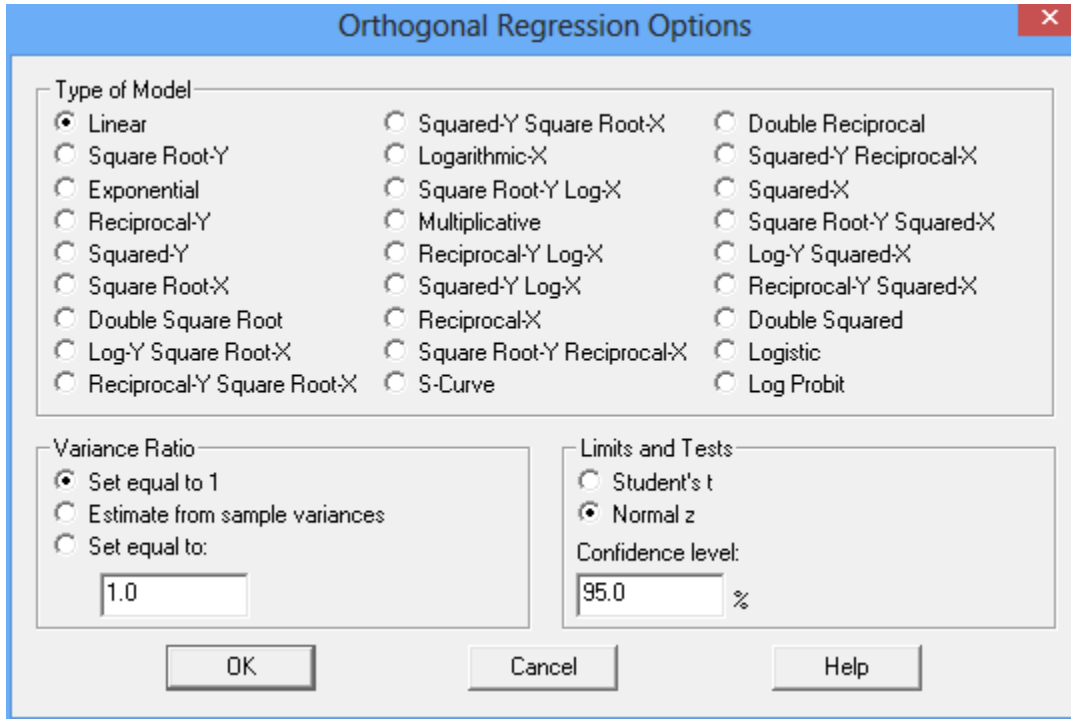 Orthogonal Regression Options
Type of Model
Linear
Square Root-Y
Exponential
Reciprocal-Y
Squared-Y
Square Root-X
Double Square Root
Log-Y Square Root-X
Reciprocal-Y Square Root-X
Squared-Y Square Root-X
Logarithmic-X
Square Root-Y Log-X
Multiplicative
Reciprocal-Y Log-X
Squared-Y Log-X
Reciprocal-X
Square Root-Y Reciprocal-X
S-Curve
Double Reciprocal
Squared-Y Reciprocal-X
Squared-X
Square Root-Y Squared-X
Log-Y Squared-X
Reciprocal-Y Squared-X
Double Squared
Logistic
Log Probit
Variance Ratio
Set equal to 1
Estimate from sample variances
Set equal to:
1.0
Limits and Tests
Student's t
Normal z
Confidence level:
95.0 %
OK
Cancel
Help